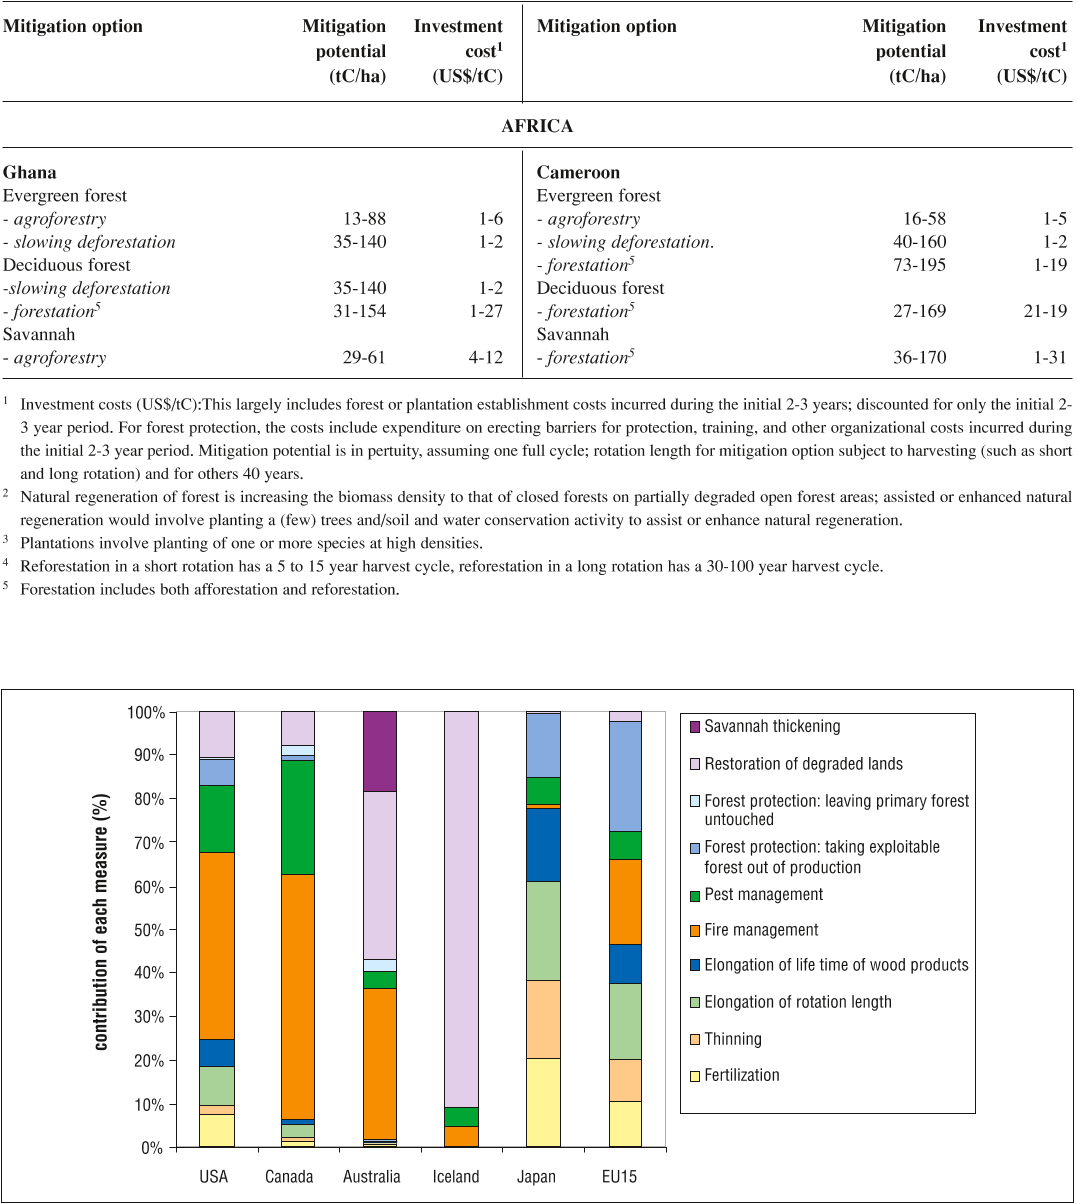 Mitigation option Mitigation Investment Mitigation option Mitigation Investment
potential cost1 potential cost1
(tC/ha) (US$/tC) (tC/ha) (US$/tC)
AFRICA
Ghana Cameroon
Evergreen forest Evergreen forest
- agroforestry 13-88 1-6 - agroforestry 16-58 1-5
- slowing deforestation 35-140 1-2 - slowing deforestation. 40-160 1-2
Deciduous forest - forestation5 73-195 1-19
-slowing deforestation 35-140 1-2 Deciduous forest
- forestation5 31-154 1-27 - forestation5 27-169 21-19
Savannah Savannah
- agroforestry 29-61 4-12 - forestation5 36-170 1-31
1 Investment costs (US$/tC):This largely includes forest or plantation establishment costs incurred during the initial 2-3 years; discounted for only the initial 2-
3 year period. For forest protection, the costs include expenditure on erecting barriers for protection, training, and other organizational costs incurred during
the initial 2-3 year period. Mitigation potential is in pertuity, assuming one full cycle; rotation length for mitigation option subject to harvesting (such as short
and long rotation) and for others 40 years.
2 Natural regeneration of forest is increasing the biomass density to that of closed forests on partially degraded open forest areas; assisted or enhanced natural
regeneration would involve planting a (few) trees and/soil and water conservation activity to assist or enhance natural regeneration.
3 Plantations involve planting of one or more species at high densities.
4 Reforestation in a short rotation has a 5 to 15 year harvest cycle, reforestation in a long rotation has a 30-100 year harvest cycle.
5 Forestation includes both afforestation and reforestation.
contribution of each measure (%)
100%
90%
80%
70%
60%
50%
40%
30%
20%
10%
0%
USA Canada Australia Iceland Japan EU15
Savannah thickening
Restoration of degraded lands
Forest protection: leaving primary forest
untouched
Forest protection: taking exploitable
forest out of production
Pest management
Fire management
Elongation of life time of wood products
Elongation of rotation length
Thinning
Fertilization